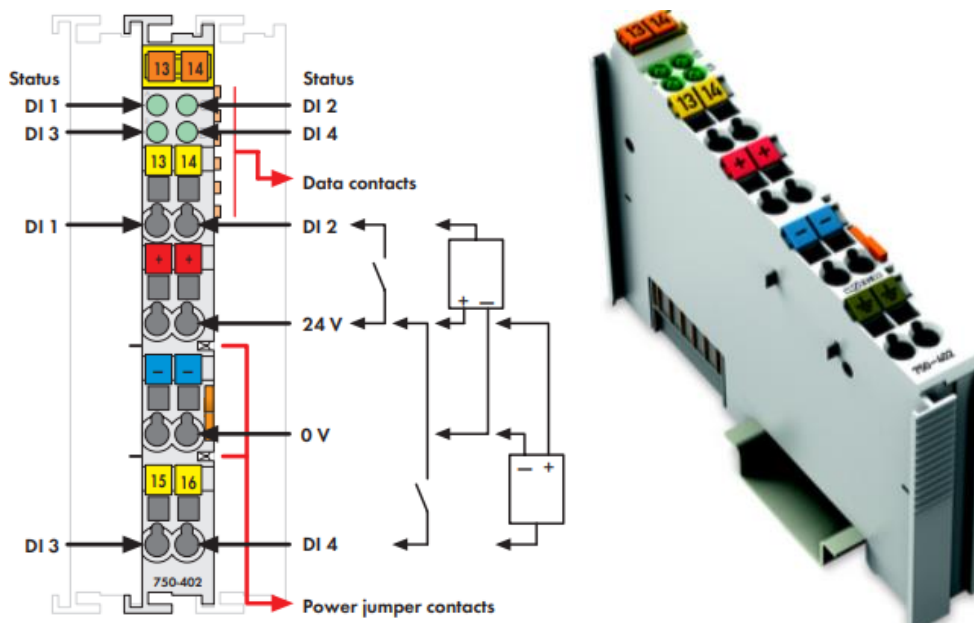 13 14
Status
Status
DI 1
DI 2
DI 3
DI 4
13 14
Data contacts
DI 1
DI 2
+ +
+ −
24 V
− −
0 V
− +
15 16
DI 3
DI 4
750-402
Power jumper contacts
13 14
13 14
+ +
− −
750-402